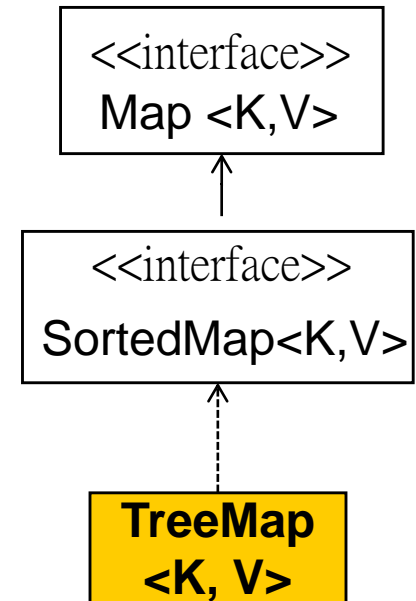 <<interface>>
Map <K,V>
<<interface>>
SortedMap<K,V>
TreeMap
<K, V>